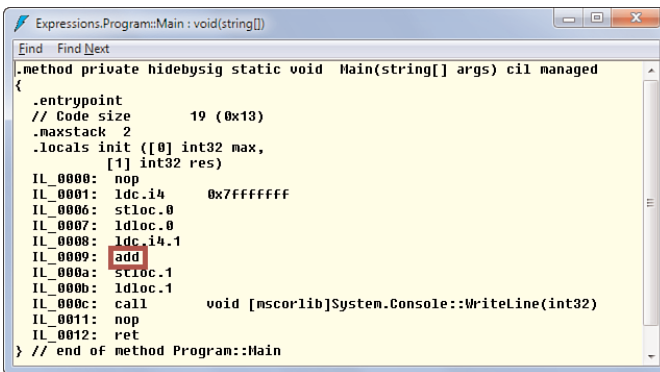 Expressions.Program::Main : void(string[])
Find Find Next
.method private hidebysig static void  Main(string[] args) cil managed
{
  .entrypoint
  // Code size       19 (0x13)
  .maxstack  2
  .locals init ([0] int32 max,
           [1] int32 res)
  IL_0000:  nop
  IL_0001:  ldc.i4     0x7fffffff
  IL_0006:  stloc.0
  IL_0007:  ldloc.0
  IL_0008:  ldc.i4.1
  IL_0009:  add
  IL_000a:  stloc.1
  IL_000b:  ldloc.1
  IL_000c:  call       void [mscorlib]System.Console::WriteLine(int32)
  IL_0011:  nop
  IL_0012:  ret
} // end of method Program::Main